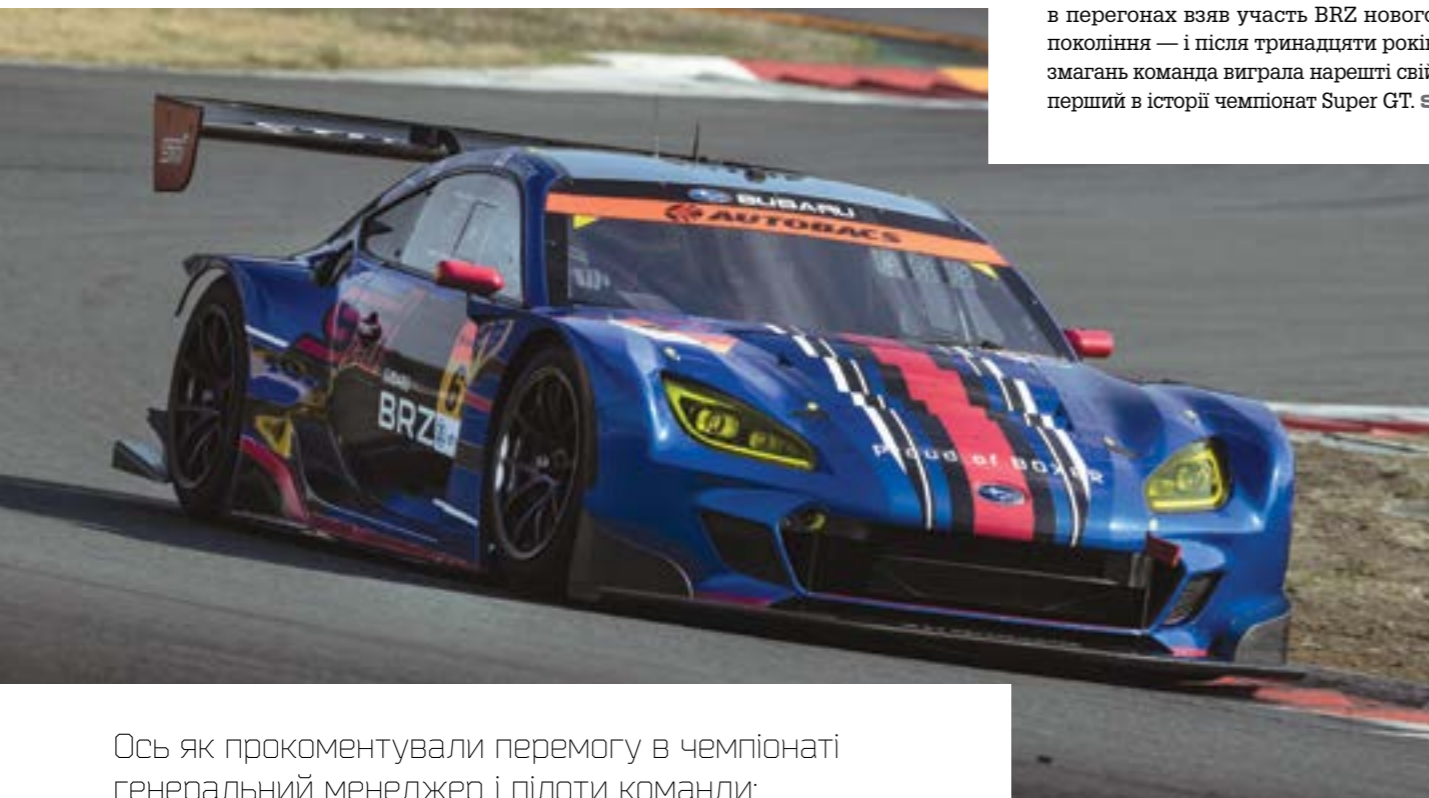 в перегонах взяв участь BRZ нового
покоління — і після тринадцяти років
змагань команда виграла нарешті свій
перший в історії чемпіонат Super GT.
SUBARU
AUTOBACS
BRZ
Proud of BOXER
Ось як прокоментували перемогу в чемпіонаті
генеральний менеджер і пілоти команди: